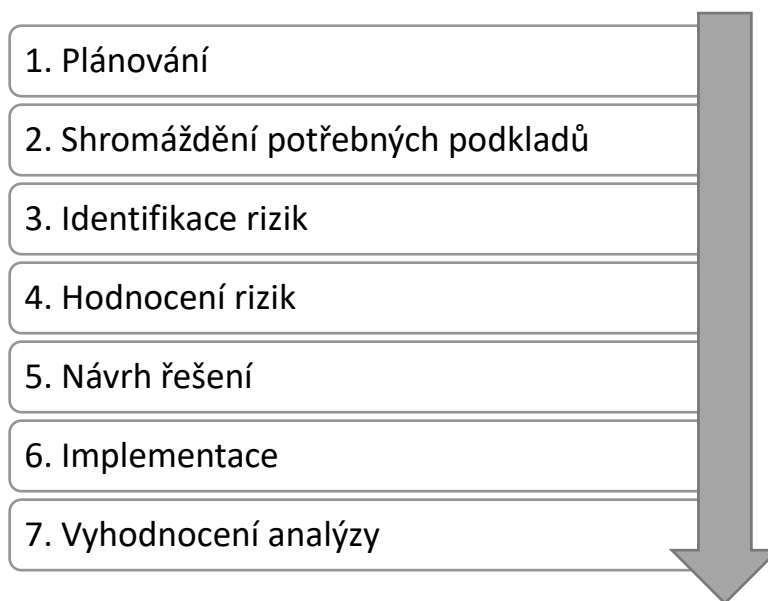 1. Plánování
2. Shromáždění potřebných podkladů
3. Identifikace rizik
4. Hodnocení rizik
5. Návrh řešení
6. Implementace
7. Vyhodnocení analýzy